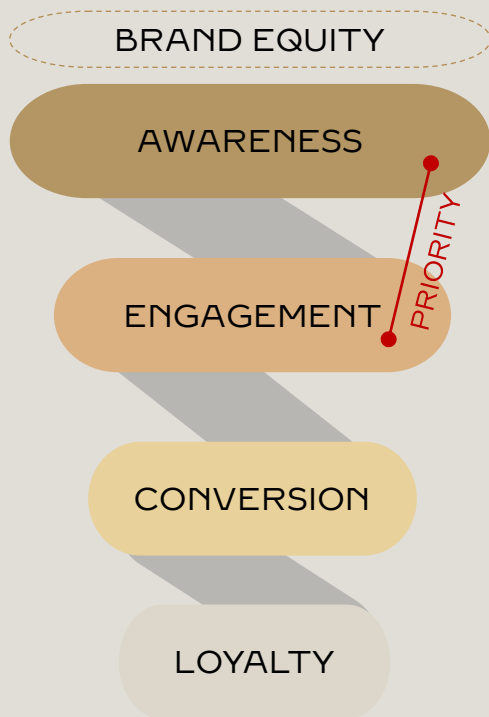 BRAND EQUITY
AWARENESS
PRIORITY
ENGAGEMENT
CONVERSION
LOYALTY